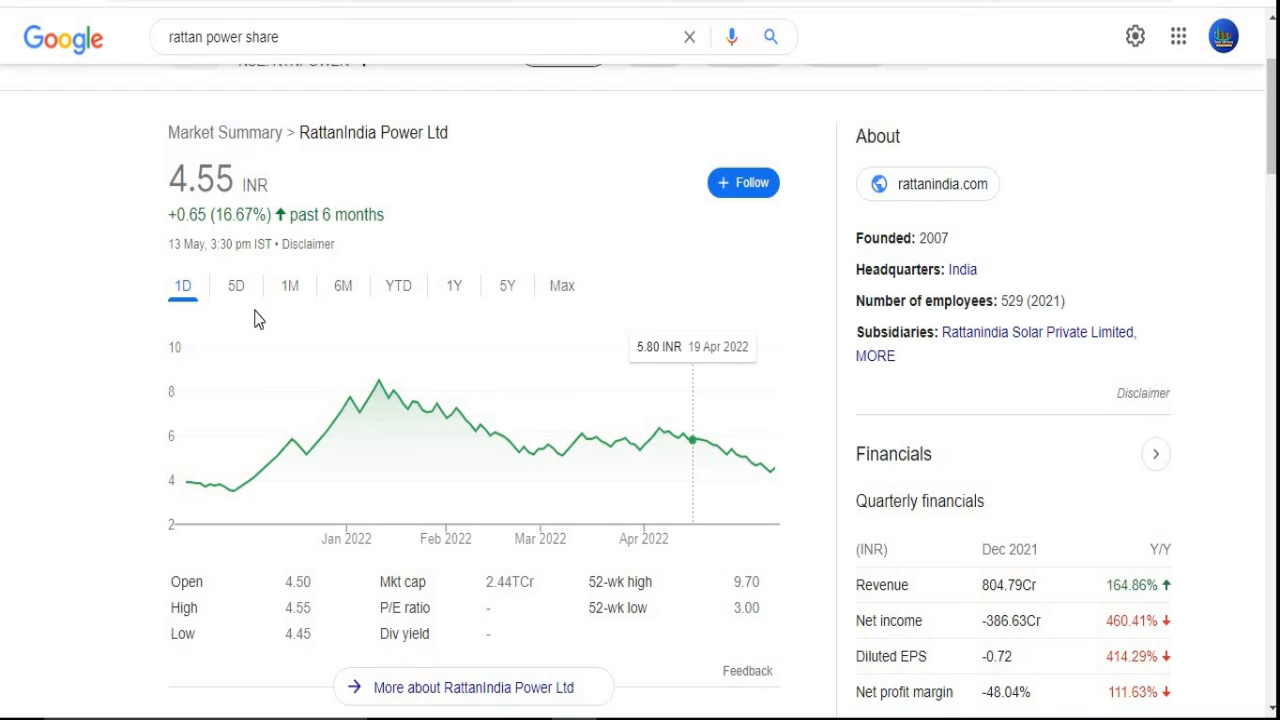 Google
rattan power share
Market Summary > RattanIndia Power Ltd
4.55 INR
+ Follow
+0.65 (16.67%) ↑ past 6 months
13 May, 3:30 pm IST • Disclaimer
1D 5D 1M 6M YTD 1Y 5Y Max
5.80 INR 19 Apr 2022
10
8
6
4
2
Jan 2022 Feb 2022 Mar 2022 Apr 2022
Open 4.50 Mkt cap 2.44TCr 52-wk high 9.70
High 4.55 P/E ratio - 52-wk low 3.00
Low 4.45 Div yield -
Feedback
→ More about RattanIndia Power Ltd
About
rattanindia.com
Founded: 2007
Headquarters: India
Number of employees: 529 (2021)
Subsidiaries: Rattanindia Solar Private Limited,
MORE
Disclaimer
Financials
Quarterly financials
(INR) Dec 2021 Y/Y
Revenue 804.79Cr 164.86% ↑
Net income -386.63Cr 460.41% ↓
Diluted EPS -0.72 414.29% ↓
Net profit margin -48.04% 111.63% ↓